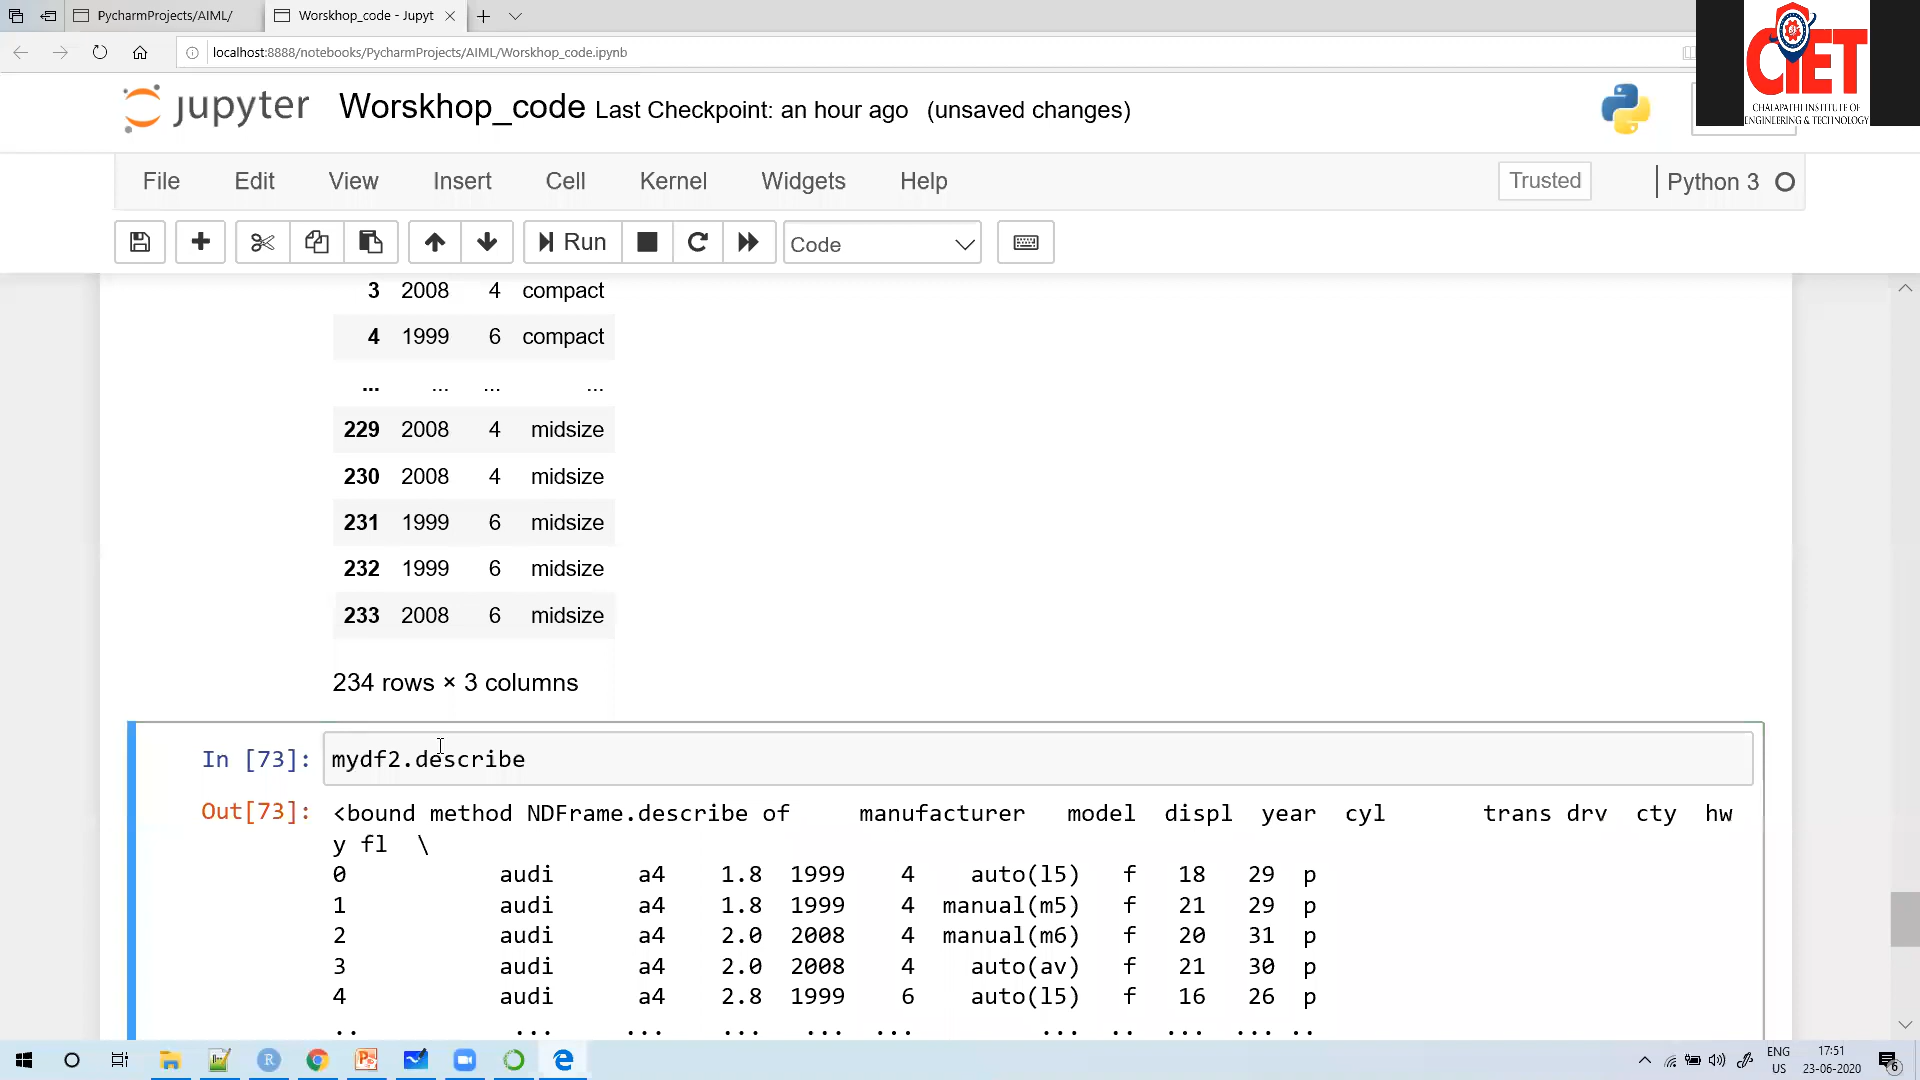 PycharmProjects/AIML/
Worskhop_code - Jupyt
localhost:8888/notebooks/PycharmProjects/AIML/Worskhop_code.ipynb
CIET
CHALAPATHI INSTITUTE OF
ENGINEERING & TECHNOLOGY
jupyter Worskhop_code Last Checkpoint: an hour ago (unsaved changes)
File Edit View Insert Cell Kernel Widgets Help Trusted Python 3
Run Code
3 2008 4 compact
4 1999 6 compact
... ... ... ...
229 2008 4 midsize
230 2008 4 midsize
231 1999 6 midsize
232 1999 6 midsize
233 2008 6 midsize
234 rows × 3 columns
In [73]: mydf2.describe
Out[73]: <bound method NDFrame.describe of manufacturer model displ year cyl trans drv cty hw
y fl \
0 audi a4 1.8 1999 4 auto(l5) f 18 29 p
1 audi a4 1.8 1999 4 manual(m5) f 21 29 p
2 audi a4 2.0 2008 4 manual(m6) f 20 31 p
3 audi a4 2.0 2008 4 auto(av) f 21 30 p
4 audi a4 2.8 1999 6 auto(l5) f 16 26 p
.. ... ... ... ... ... ... .. ... ... ..
ENG
US
17:51
23-06-2020
6